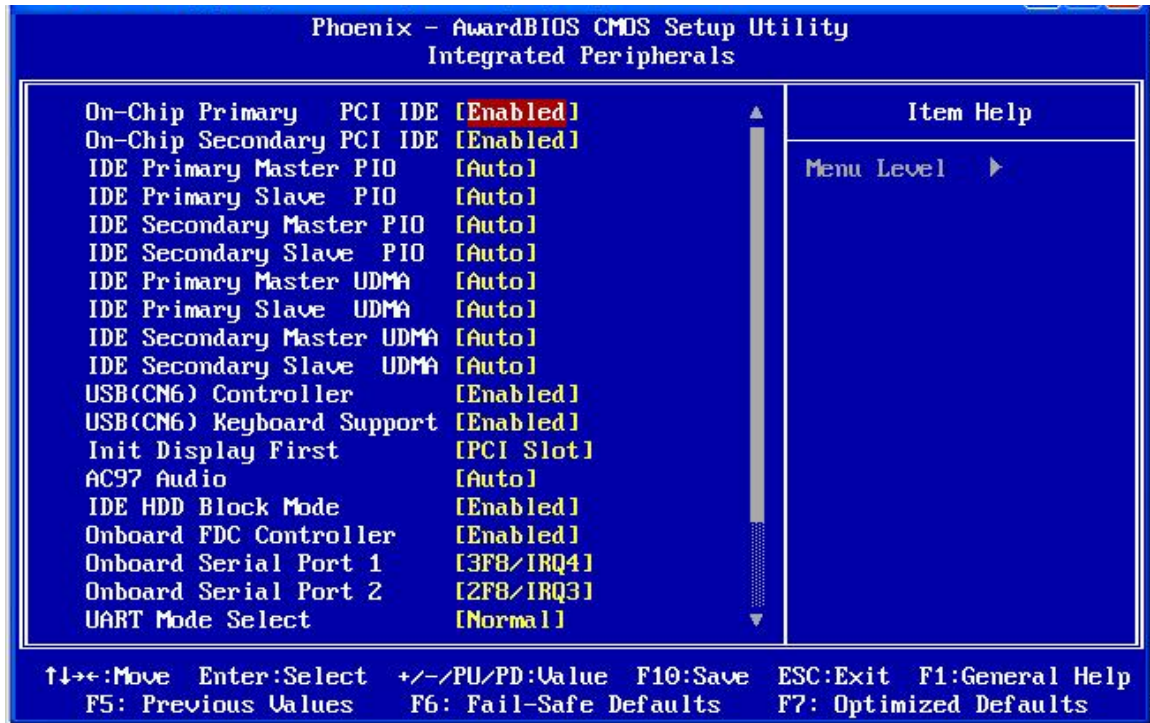 Phoenix - AwardBIOS CMOS Setup Utility
Integrated Peripherals
On-Chip Primary   PCI IDE [Enabled]
On-Chip Secondary PCI IDE [Enabled]
IDE Primary Master PIO    [Auto]
IDE Primary Slave  PIO    [Auto]
IDE Secondary Master PIO  [Auto]
IDE Secondary Slave  PIO  [Auto]
IDE Primary Master UDMA   [Auto]
IDE Primary Slave  UDMA   [Auto]
IDE Secondary Master UDMA [Auto]
IDE Secondary Slave  UDMA [Auto]
USB(CN6) Controller       [Enabled]
USB(CN6) Keyboard Support [Enabled]
Init Display First        [PCI Slot]
AC97 Audio                [Auto]
IDE HDD Block Mode        [Enabled]
Onboard FDC Controller    [Enabled]
Onboard Serial Port 1     [3F8/IRQ4]
Onboard Serial Port 2     [2F8/IRQ3]
UART Mode Select          [Normal]
Item Help
Menu Level
↑↓→←:Move  Enter:Select  +/-/PU/PD:Value  F10:Save  ESC:Exit  F1:General Help
F5: Previous Values    F6: Fail-Safe Defaults    F7: Optimized Defaults